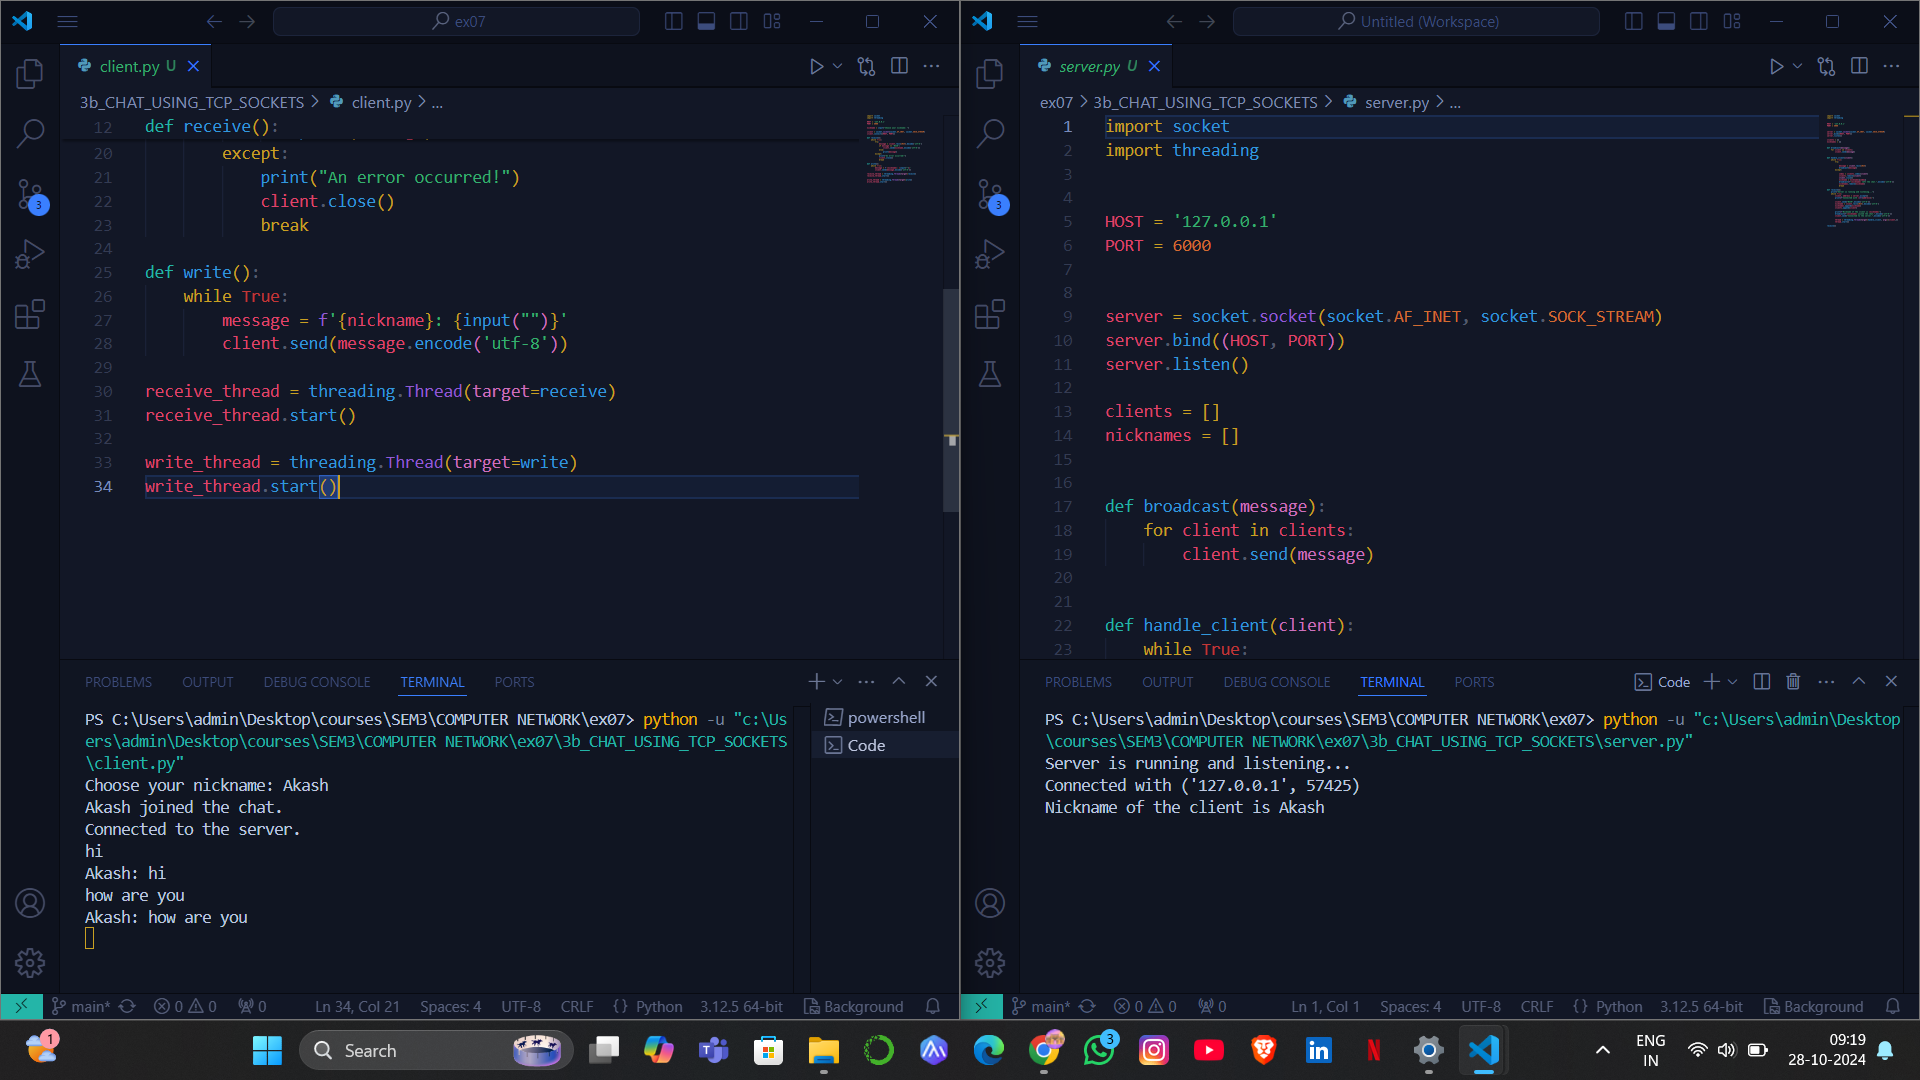 ex07
client.py U
3b_CHAT_USING_TCP_SOCKETS > client.py > ...
12 def receive():
20 except:
21 print("An error occurred!")
22 client.close()
23 break
24
25 def write():
26 while True:
27 message = f'{nickname}: {input("")}'
28 client.send(message.encode('utf-8'))
29
30 receive_thread = threading.Thread(target=receive)
31 receive_thread.start()
32
33 write_thread = threading.Thread(target=write)
34 write_thread.start()
3
PROBLEMS OUTPUT DEBUG CONSOLE TERMINAL PORTS
PS C:\Users\admin\Desktop\courses\SEM3\COMPUTER NETWORK\ex07> python -u "c:\Us
ers\admin\Desktop\courses\SEM3\COMPUTER NETWORK\ex07\3b_CHAT_USING_TCP_SOCKETS
\client.py"
Choose your nickname: Akash
Akash joined the chat.
Connected to the server.
hi
Akash: hi
how are you
Akash: how are you
powershell
Code
main* 0 0 0 Ln 34, Col 21 Spaces: 4 UTF-8 CRLF {} Python 3.12.5 64-bit Background
Untitled (Workspace)
server.py U
ex07 > 3b_CHAT_USING_TCP_SOCKETS > server.py > ...
1 import socket
2 import threading
3
4
5 HOST = '127.0.0.1'
6 PORT = 6000
7
8
9 server = socket.socket(socket.AF_INET, socket.SOCK_STREAM)
10 server.bind((HOST, PORT))
11 server.listen()
12
13 clients = []
14 nicknames = []
15
16
17 def broadcast(message):
18 for client in clients:
19 client.send(message)
20
21
22 def handle_client(client):
23 while True:
3
PROBLEMS OUTPUT DEBUG CONSOLE TERMINAL PORTS
Code
PS C:\Users\admin\Desktop\courses\SEM3\COMPUTER NETWORK\ex07> python -u "c:\Users\admin\Desktop
\courses\SEM3\COMPUTER NETWORK\ex07\3b_CHAT_USING_TCP_SOCKETS\server.py"
Server is running and listening...
Connected with ('127.0.0.1', 57425)
Nickname of the client is Akash
main* 0 0 0 Ln 1, Col 1 Spaces: 4 UTF-8 CRLF {} Python 3.12.5 64-bit Background
1
Search
3
ENG
IN
09:19
28-10-2024